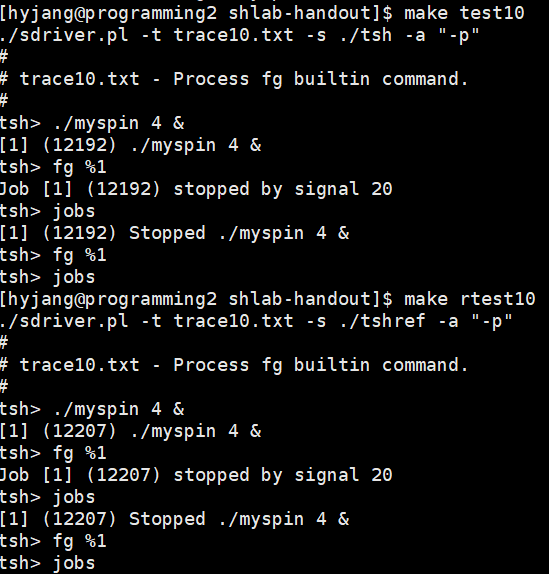 [hyjang@programming2 shlab-handout]$ make test10
./sdriver.pl -t trace10.txt -s ./tsh -a "-p"
#
# trace10.txt - Process fg builtin command.
#
tsh> ./myspin 4 &
[1] (12192) ./myspin 4 &
tsh> fg %1
Job [1] (12192) stopped by signal 20
tsh> jobs
[1] (12192) Stopped ./myspin 4 &
tsh> fg %1
tsh> jobs
[hyjang@programming2 shlab-handout]$ make rtest10
./sdriver.pl -t trace10.txt -s ./tshref -a "-p"
#
# trace10.txt - Process fg builtin command.
#
tsh> ./myspin 4 &
[1] (12207) ./myspin 4 &
tsh> fg %1
Job [1] (12207) stopped by signal 20
tsh> jobs
[1] (12207) Stopped ./myspin 4 &
tsh> fg %1
tsh> jobs